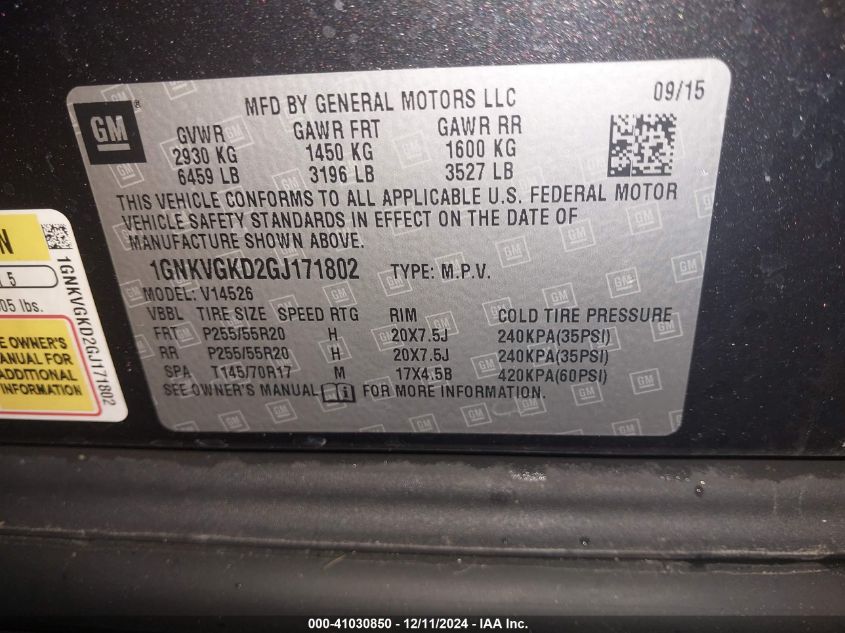 GM
MFD BY GENERAL MOTORS LLC
09/15
GVWR GAWR FRT GAWR RR
2930 KG 1450 KG 1600 KG
6459 LB 3196 LB 3527 LB
THIS VEHICLE CONFORMS TO ALL APPLICABLE U.S. FEDERAL MOTOR
VEHICLE SAFETY STANDARDS IN EFFECT ON THE DATE OF
MANUFACTURE SHOWN ABOVE.
1GNKVGKD2GJ171802 TYPE: M.P.V.
MODEL: V14526
VBBL TIRE SIZE SPEED RTG RIM COLD TIRE PRESSURE
FRT P255/55R20 H 20X7.5J 240KPA(35PSI)
RR P255/55R20 H 20X7.5J 240KPA(35PSI)
SPA T145/70R17 M 17X4.5B 420KPA(60PSI)
SEE OWNER'S MANUAL FOR MORE INFORMATION
N
5
05 lbs.
E OWNER'S
ANUAL FOR
ADDITIONAL
INFORMATION
1GNKVGKD2GJ171802
000-41030850 - 12/11/2024 - IAA Inc.